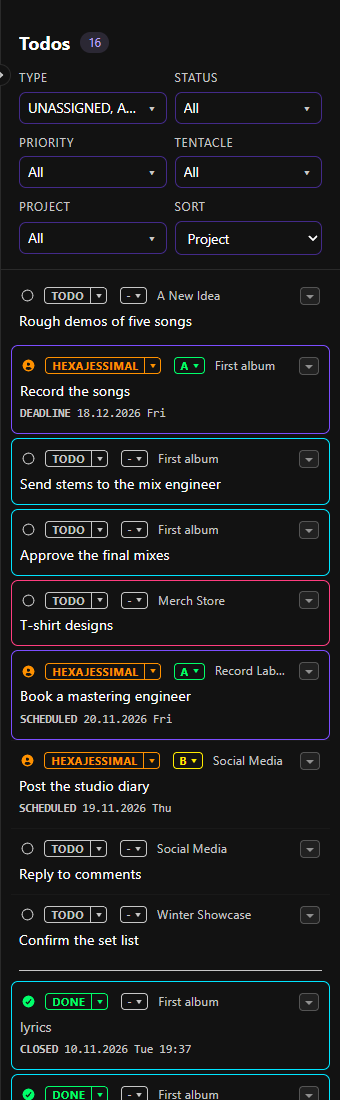 Todos 16
TYPE STATUS
UNASSIGNED, A... All
PRIORITY TENTACLE
All All
PROJECT SORT
All Project
TODO - A New Idea
Rough demos of five songs
HEXAJESSIMAL A First album
Record the songs
DEADLINE 18.12.2026 Fri
TODO - First album
Send stems to the mix engineer
TODO - First album
Approve the final mixes
TODO - Merch Store
T-shirt designs
HEXAJESSIMAL A Record Lab...
Book a mastering engineer
SCHEDULED 20.11.2026 Fri
HEXAJESSIMAL B Social Media
Post the studio diary
SCHEDULED 19.11.2026 Thu
TODO - Social Media
Reply to comments
TODO - Winter Showcase
Confirm the set list
DONE - First album
lyrics
CLOSED 10.11.2026 Tue 19:37
DONE - First album